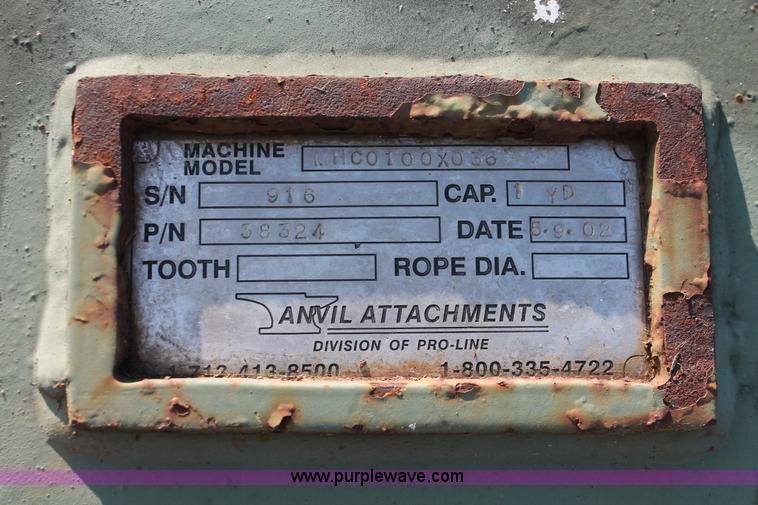 MACHINE
MODEL HC0100X036
S/N 916 CAP. 1 YD
P/N 38324 DATE 5.9.02
TOOTH ROPE DIA.
ANVIL ATTACHMENTS
DIVISION OF PRO-LINE
713-413-8500 1-800-335-4722
www.purplewave.com